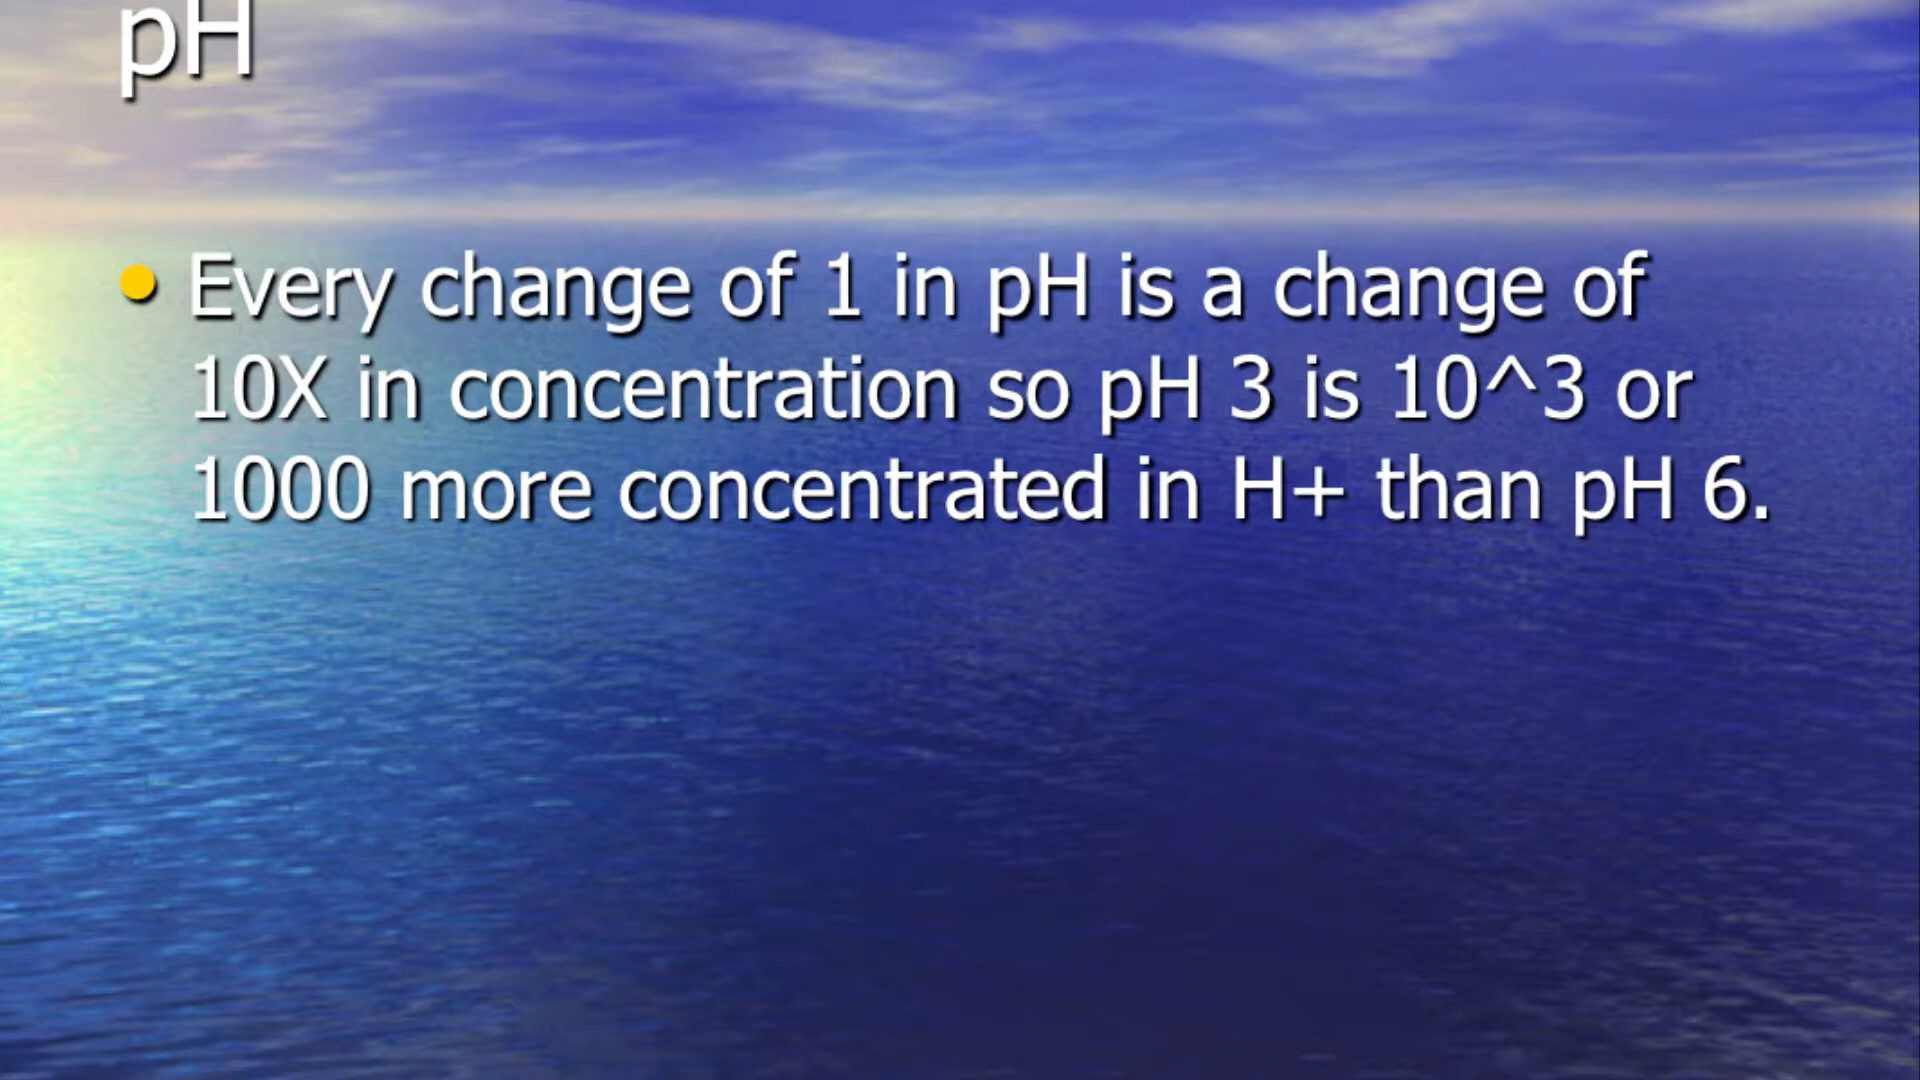 pH
Every change of 1 in pH is a change of
10X in concentration so pH 3 is 10^3 or
1000 more concentrated in H+ than pH 6.